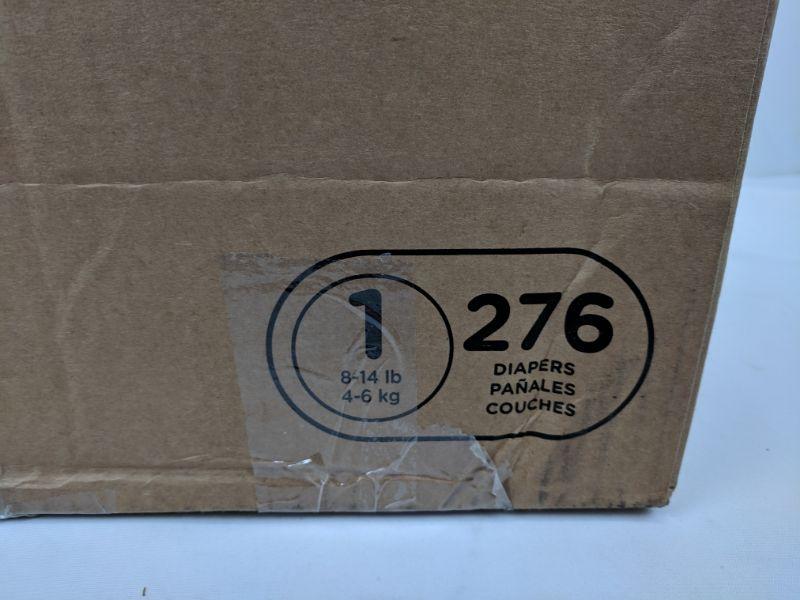 1
8-14 lb
4-6 kg
276
DIAPERS
PAÑALES
COUCHES